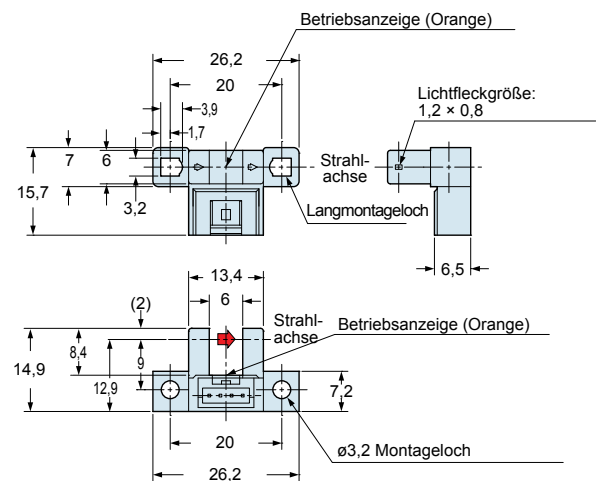 Betriebsanzeige (Orange)
26,2
20
3,9
1,7
Lichtfleckgröße:
1,2 × 0,8
7
6
15,7
3,2
Strahl-
achse
Langmontageloch
6,5
13,4
(2)
6
Strahl-
achse
Betriebsanzeige (Orange)
8,4
14,9
9
12,9
7,2
20
ø3,2 Montageloch
26,2